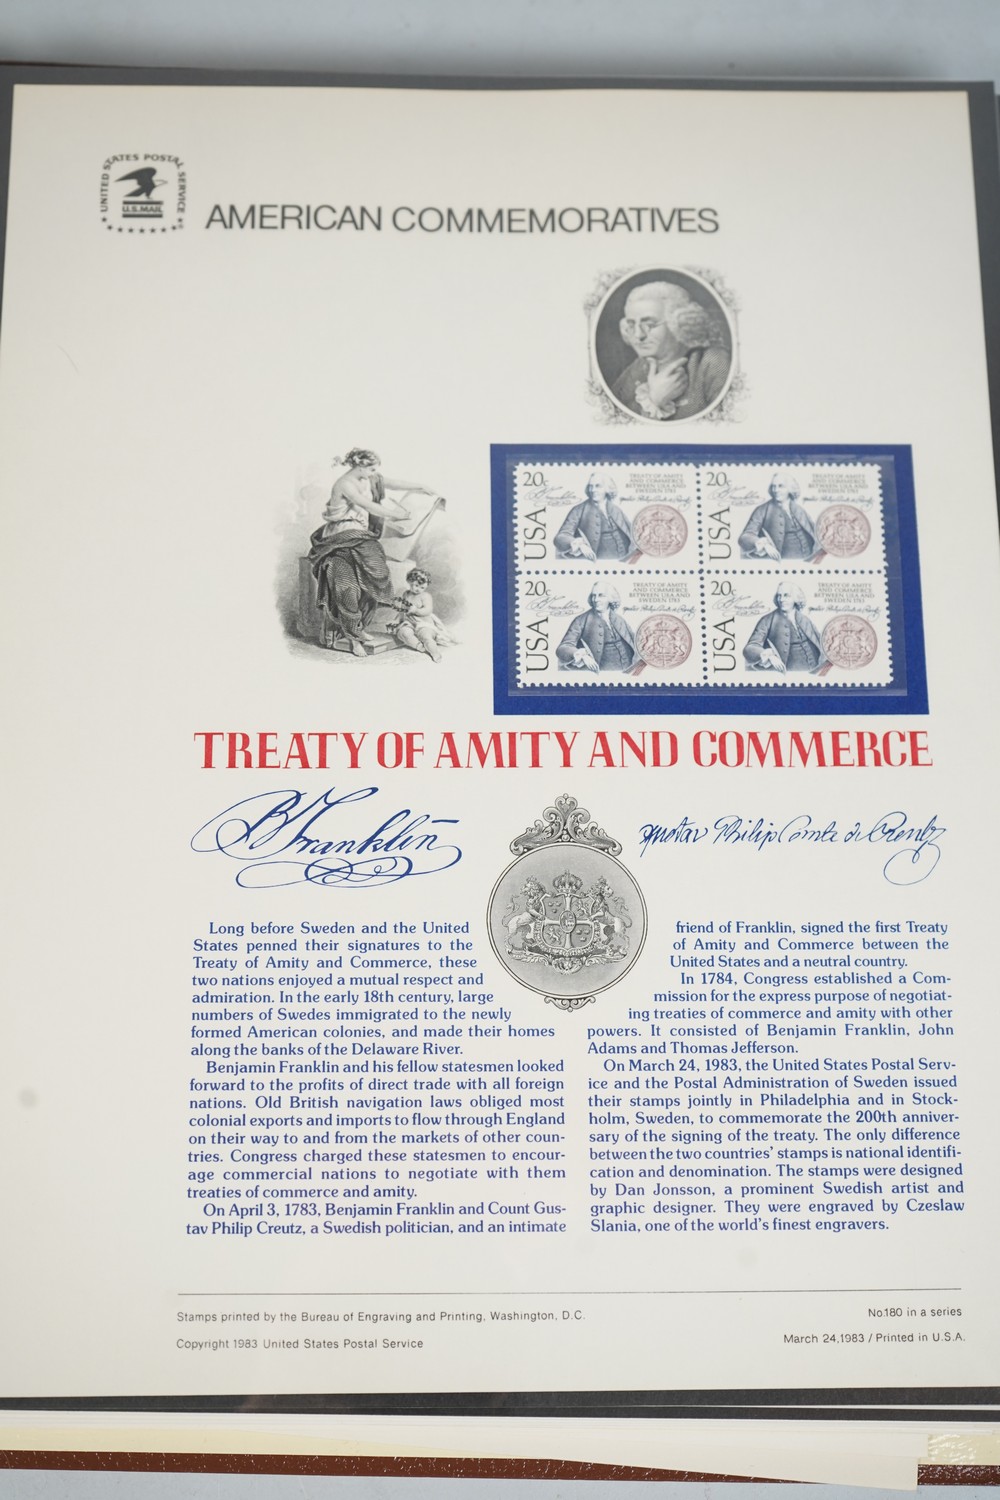 UNITED STATES POSTAL SERVICE
U.S.MAIL
AMERICAN COMMEMORATIVES
20c
USA
TREATY OF AMITY
AND COMMERCE
BETWEEN USA AND
SWEDEN 1783
B Franklin
20c
USA
TREATY OF AMITY
AND COMMERCE
BETWEEN USA AND
SWEDEN 1783
B Franklin
20c
USA
TREATY OF AMITY
AND COMMERCE
BETWEEN USA AND
SWEDEN 1783
B Franklin
20c
USA
TREATY OF AMITY
AND COMMERCE
BETWEEN USA AND
SWEDEN 1783
B Franklin
TREATY OF AMITY AND COMMERCE
B Franklin
Gustav Philip Comte de Creutz
Long before Sweden and the United
States penned their signatures to the
Treaty of Amity and Commerce, these
two nations enjoyed a mutual respect and
admiration. In the early 18th century, large
numbers of Swedes immigrated to the newly
formed American colonies, and made their homes
along the banks of the Delaware River.
Benjamin Franklin and his fellow statesmen looked
forward to the profits of direct trade with all foreign
nations. Old British navigation laws obliged most
colonial exports and imports to flow through England
on their way to and from the markets of other coun-
tries. Congress charged these statesmen to encour-
age commercial nations to negotiate with them
treaties of commerce and amity.
On April 3, 1783, Benjamin Franklin and Count Gus-
tav Philip Creutz, a Swedish politician, and an intimate
friend of Franklin, signed the first Treaty
of Amity and Commerce between the
United States and a neutral country.
In 1784, Congress established a Com-
mission for the express purpose of negotiat-
ing treaties of commerce and amity with other
powers. It consisted of Benjamin Franklin, John
Adams and Thomas Jefferson.
On March 24, 1983, the United States Postal Serv-
ice and the Postal Administration of Sweden issued
their stamps jointly in Philadelphia and in Stock-
holm, Sweden, to commemorate the 200th anniver-
sary of the signing of the treaty. The only difference
between the two countries' stamps is national identifi-
cation and denomination. The stamps were designed
by Dan Jonsson, a prominent Swedish artist and
graphic designer. They were engraved by Czeslaw
Slania, one of the world's finest engravers.
Stamps printed by the Bureau of Engraving and Printing, Washington, D.C.
Copyright 1983 United States Postal Service
No.180 in a series
March 24,1983 / Printed in U.S.A.